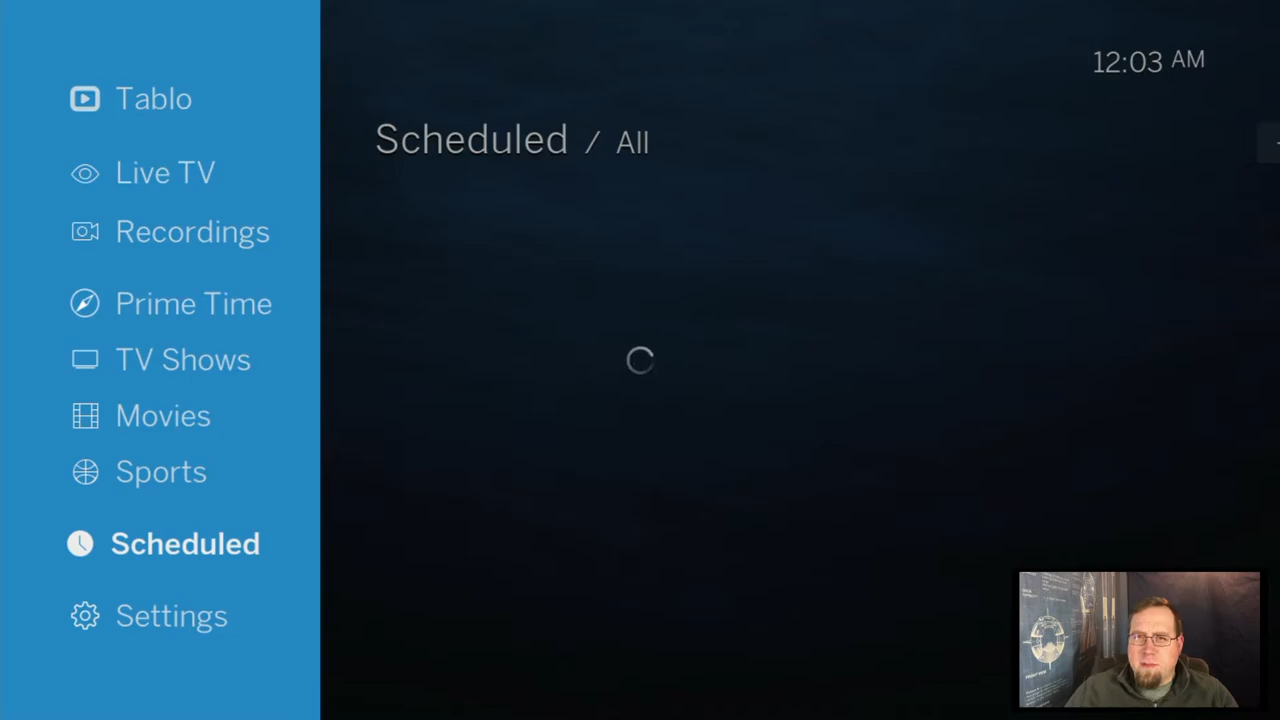 Tablo
Live TV
Recordings
Prime Time
TV Shows
Movies
Sports
Scheduled
Settings
12:03 AM
Scheduled / All